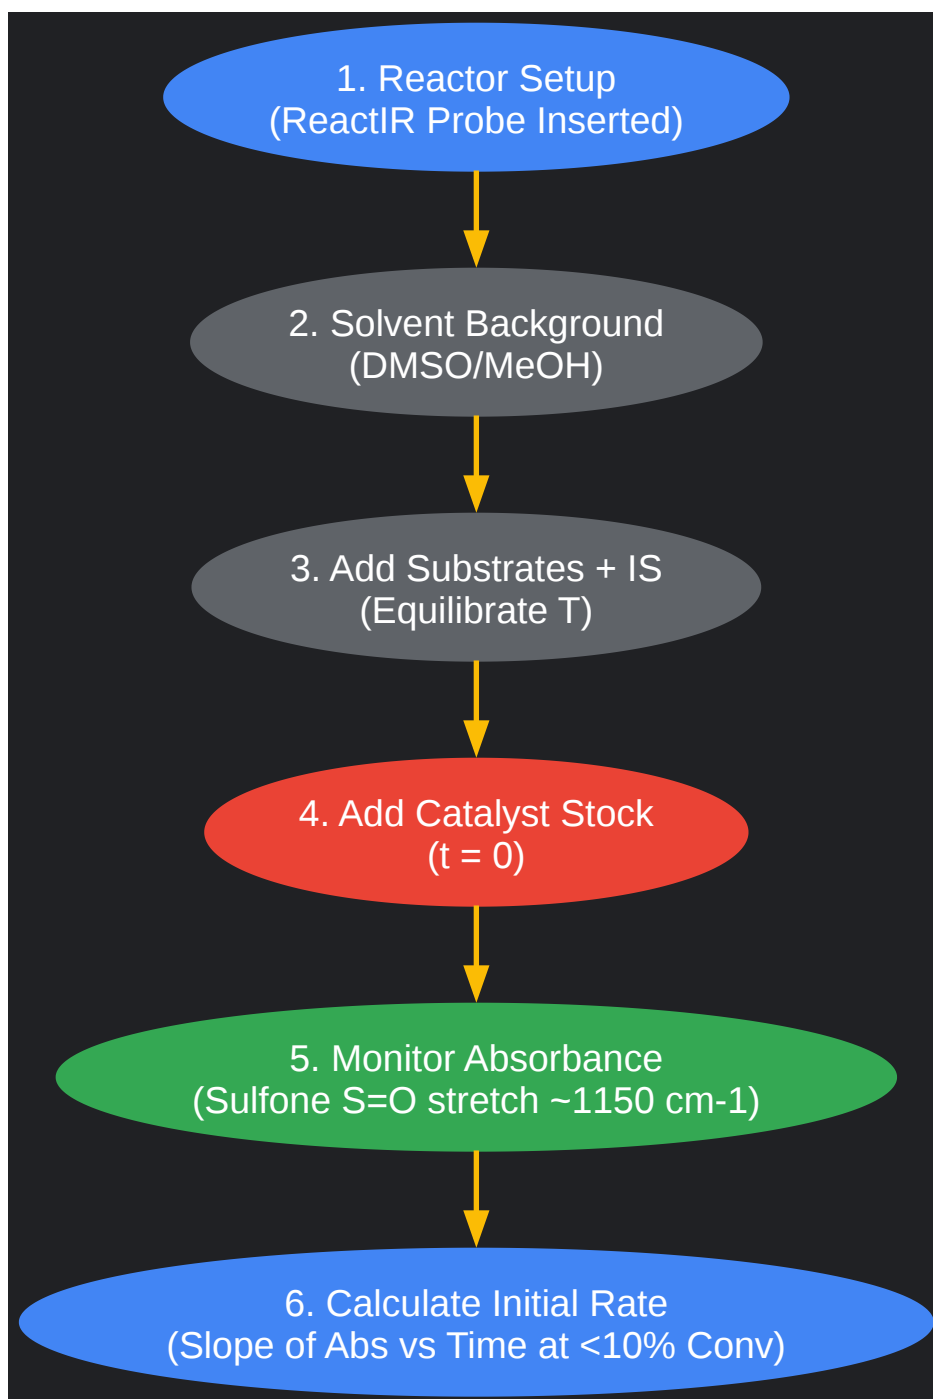 1. Reactor Setup
(ReactIR Probe Inserted)
2. Solvent Background
(DMSO/MeOH)
3. Add Substrates + IS
(Equilibrate T)
4. Add Catalyst Stock
(t = 0)
5. Monitor Absorbance
(Sulfone S=O stretch ~1150 cm-1)
6. Calculate Initial Rate
(Slope of Abs vs Time at <10% Conv)